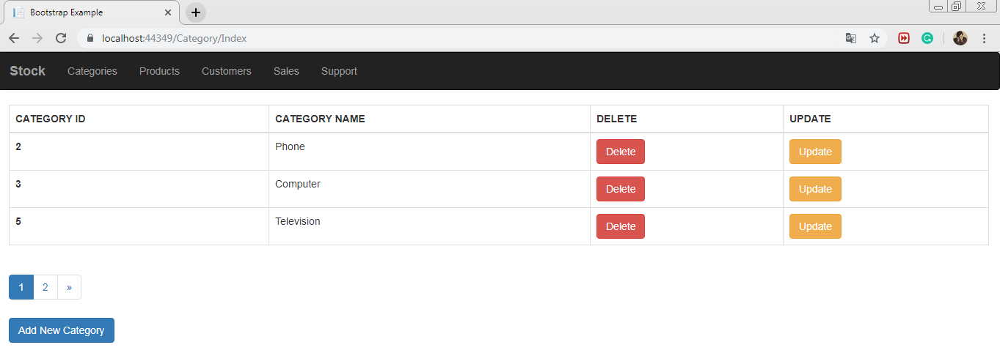 Bootstrap Example
localhost:44349/Category/Index
Stock Categories Products Customers Sales Support
CATEGORY ID CATEGORY NAME DELETE UPDATE
2 Phone Delete Update
3 Computer Delete Update
5 Television Delete Update
1 2 »
Add New Category